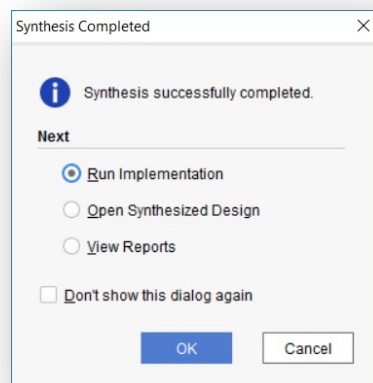 Synthesis Completed
Synthesis successfully completed.
Next
Run Implementation
Open Synthesized Design
View Reports
Don't show this dialog again
OK
Cancel